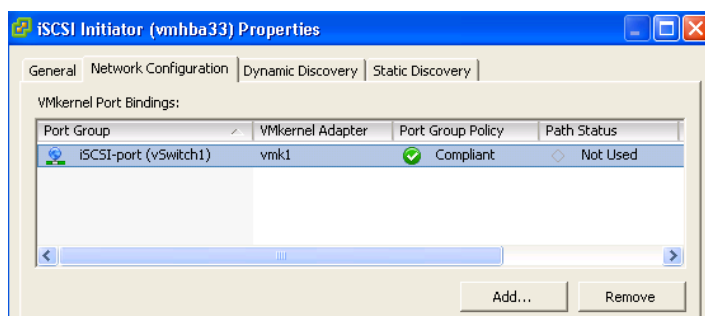 iSCSI Initiator (vmhba33) Properties
General Network Configuration Dynamic Discovery Static Discovery
VMkernel Port Bindings:
Port Group VMkernel Adapter Port Group Policy Path Status
iSCSI-port (vSwitch1) vmk1 Compliant Not Used
Add... Remove